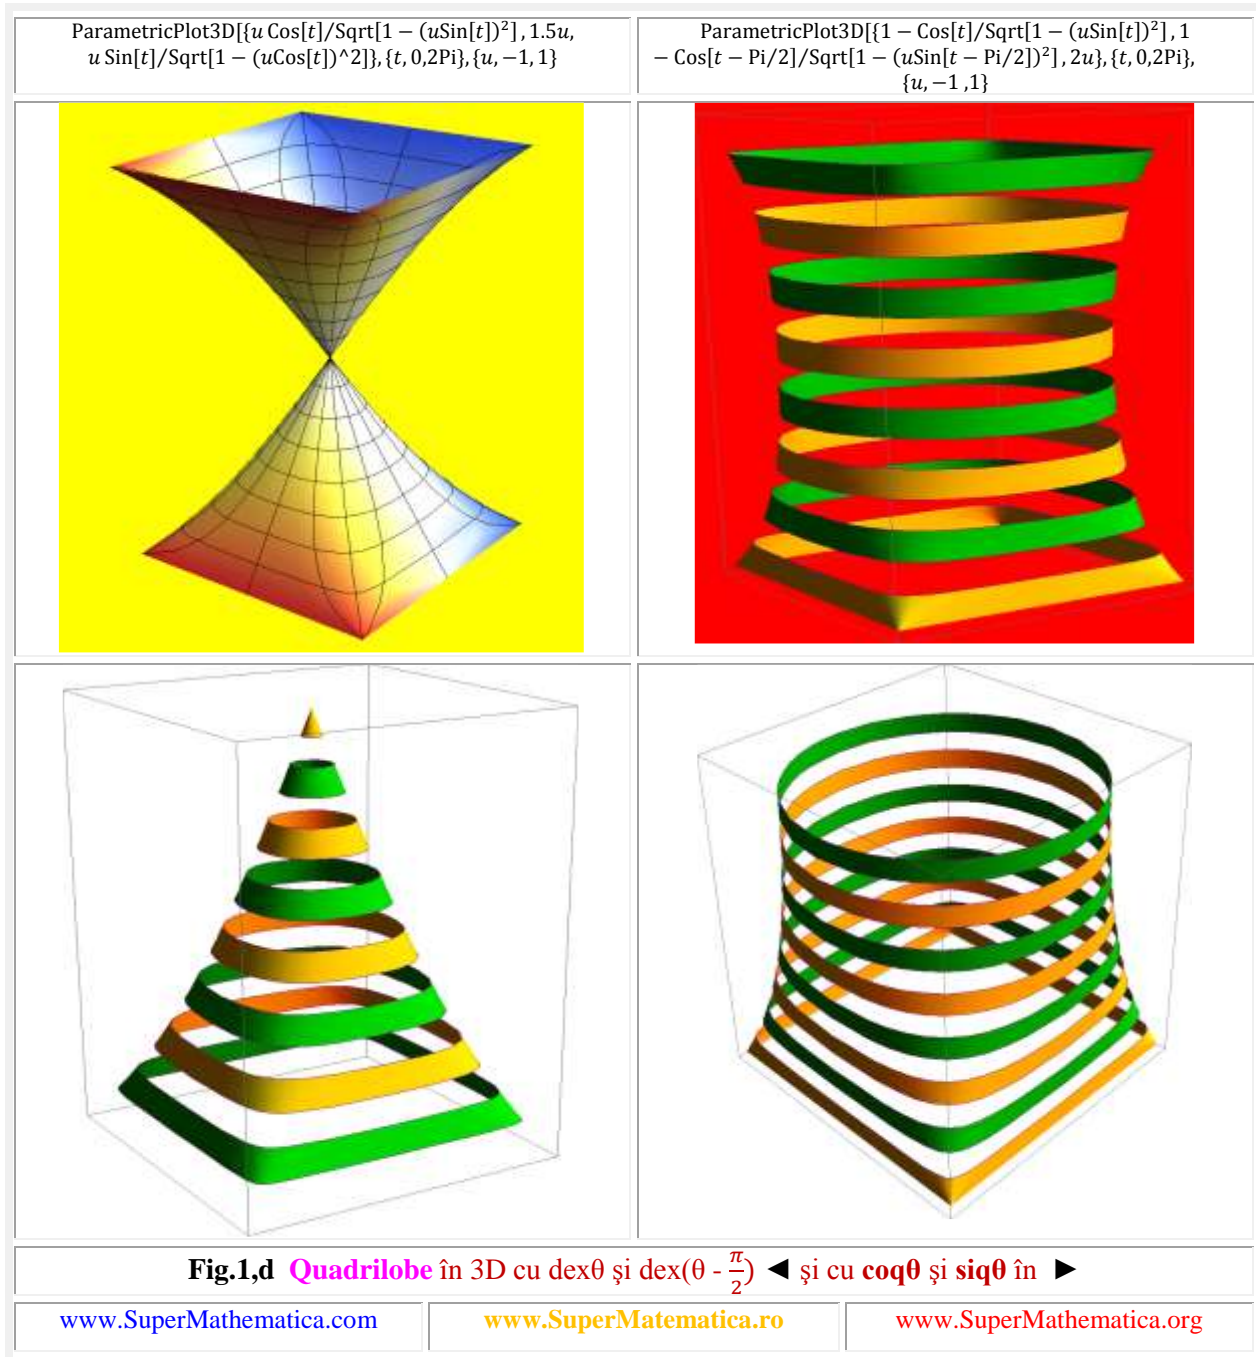 ParametricPlot3D[{u Cos[t]/Sqrt[1 − (uSin[t])²] , 1.5u,
u Sin[t]/Sqrt[1 − (uCos[t])^2]}, {t, 0,2Pi}, {u, −1, 1}
ParametricPlot3D[{1 − Cos[t]/Sqrt[1 − (uSin[t])²] , 1
− Cos[t − Pi/2]/Sqrt[1 − (uSin[t − Pi/2])²] , 2u}, {t, 0,2Pi},
{u, −1 ,1}
Fig.1,d Quadrilobe în 3D cu dexθ şi dex(θ - π/2) ◄ şi cu coqθ şi siqθ în ►
www.SuperMathematica.com
www.SuperMatematica.ro
www.SuperMathematica.org